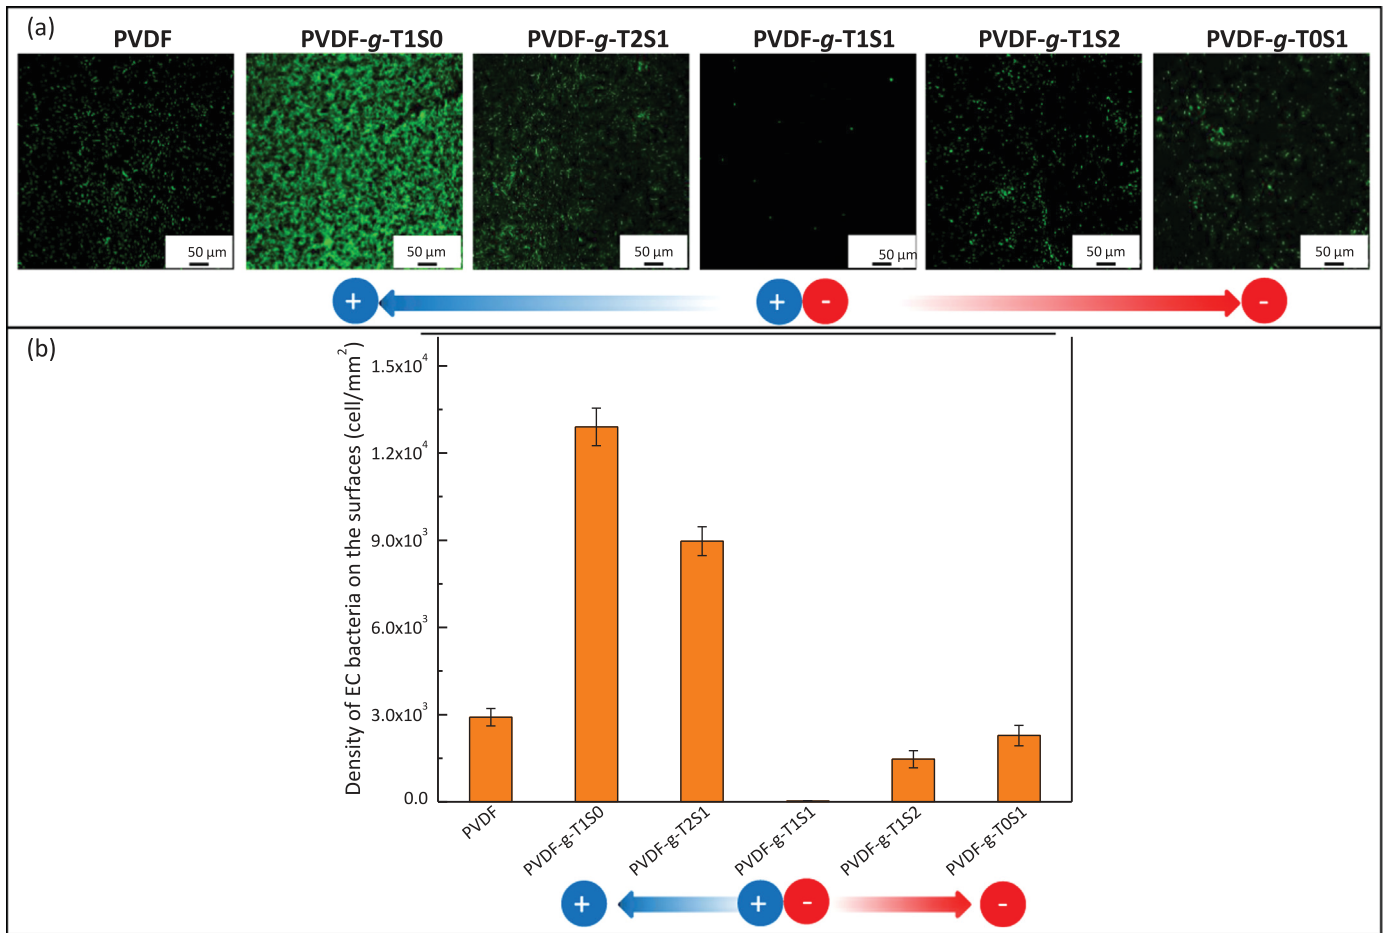 (a)
PVDF
PVDF-g-T1S0
PVDF-g-T2S1
PVDF-g-T1S1
PVDF-g-T1S2
PVDF-g-T0S1
50 µm
50 µm
50 µm
50 µm
50 µm
50 µm
+
+
-
-
(b)
Density of EC bacteria on the surfaces (cell/mm²)
1.5x10⁴
1.2x10⁴
9.0x10³
6.0x10³
3.0x10³
0.0
PVDF
PVDF-g-T1S0
PVDF-g-T2S1
PVDF-g-T1S1
PVDF-g-T1S2
PVDF-g-T0S1
+
+
-
-